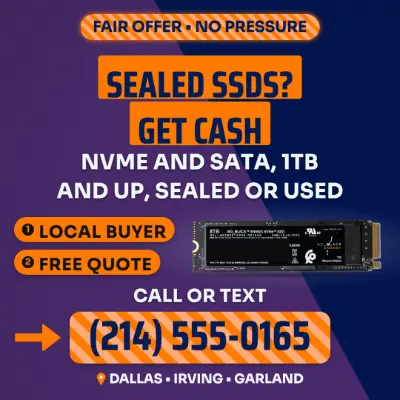 FAIR OFFER • NO PRESSURE
SEALED SSDS?
GET CASH
NVME AND SATA, 1TB
AND UP, SEALED OR USED
1 LOCAL BUYER
2 FREE QUOTE
CALL OR TEXT
(214) 555-0165
DALLAS • IRVING • GARLAND